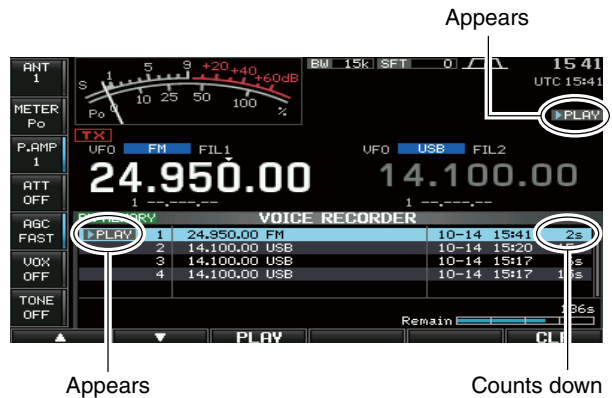 Appears
ANT 1
S 1 5 9 +20 +40 +60dB
BW 15k SFT 0
15 41
UTC 15:41
METER Po
Po 0 10 25 50 100 %
PLAY
P.AMP 1
TX
VFO FM FIL1
VFO USB FIL2
24.950.00
14.100.00
ATT OFF
1 --.---.--
1 --.---.--
AGC FAST
VOICE RECORDER
PLAY 1 24.950.00 FM 10-14 15:41 2s
2 14.100.00 USB 10-14 15:20
VOX OFF
3 14.100.00 USB 10-14 15:17
4 14.100.00 USB 10-14 15:17
TONE OFF
Remain
PLAY
Appears
Counts down